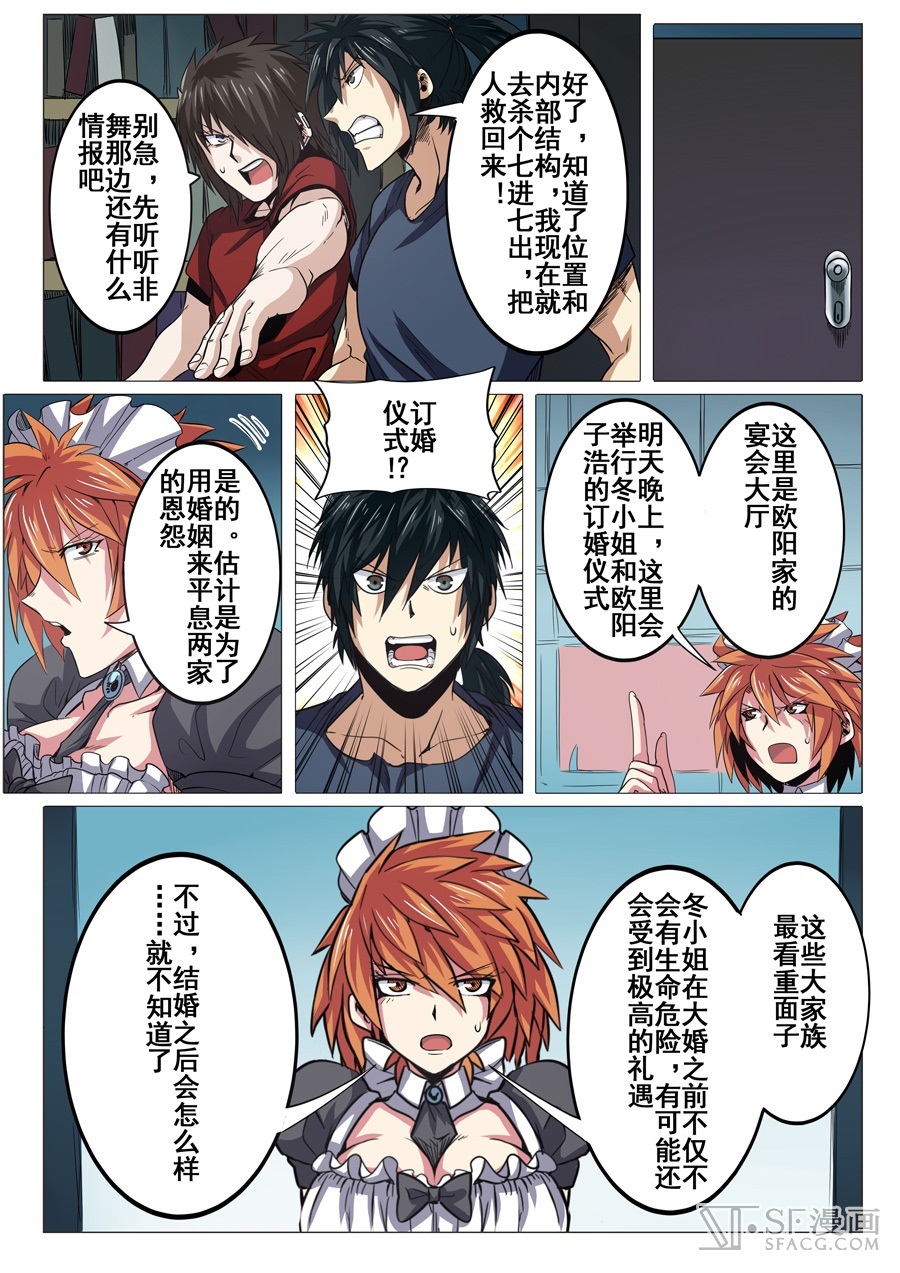 好了，知道了位置和
内部结构，我现在就
去杀个七进七出，把
人救回来！
别急，先听听非
舞那边还有什么
情报吧
这里是欧阳家的
宴会大厅
明天晚上，这里会
举行冬小姐和欧阳
子浩的订婚仪式
订婚
仪式!?
是的。估计是为了
用婚姻来平息两家
的恩怨
这些大家族
最看重面子
冬小姐在大婚之前不仅不
会有生命危险，有可能还
会受到极高的礼遇
不过，结婚之后会怎么样
……就不知道了
SF漫画
SFACG.COM